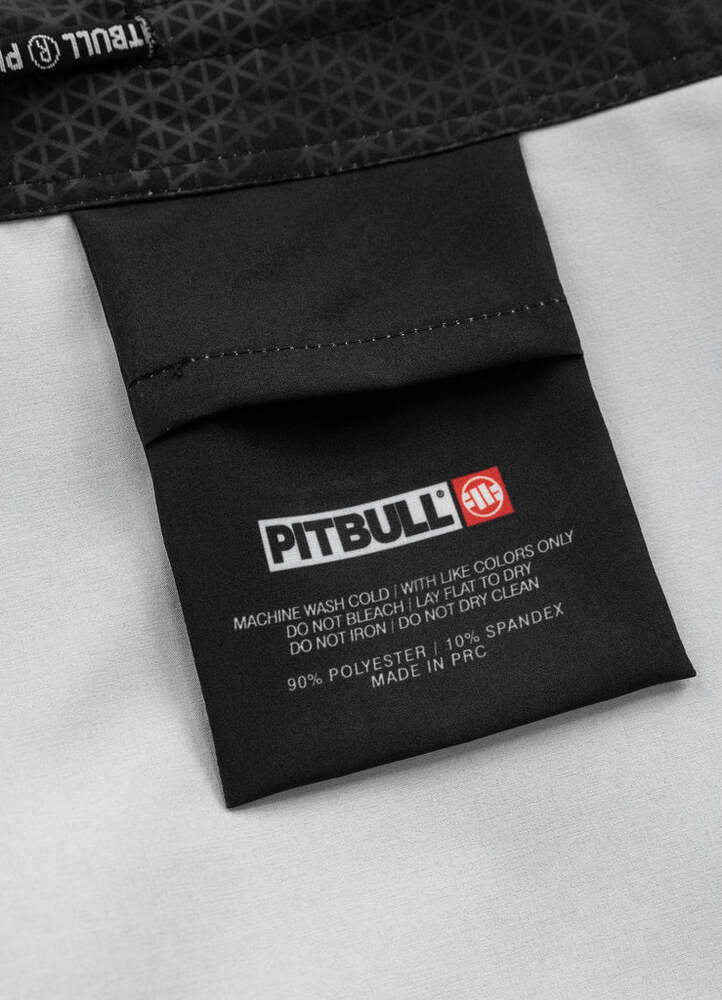 TBULL ® P
PITBULL®
MACHINE WASH COLD / WITH LIKE COLORS ONLY
DO NOT BLEACH / LAY FLAT TO DRY
DO NOT IRON / DO NOT DRY CLEAN
90% POLYESTER / 10% SPANDEX
MADE IN PRC